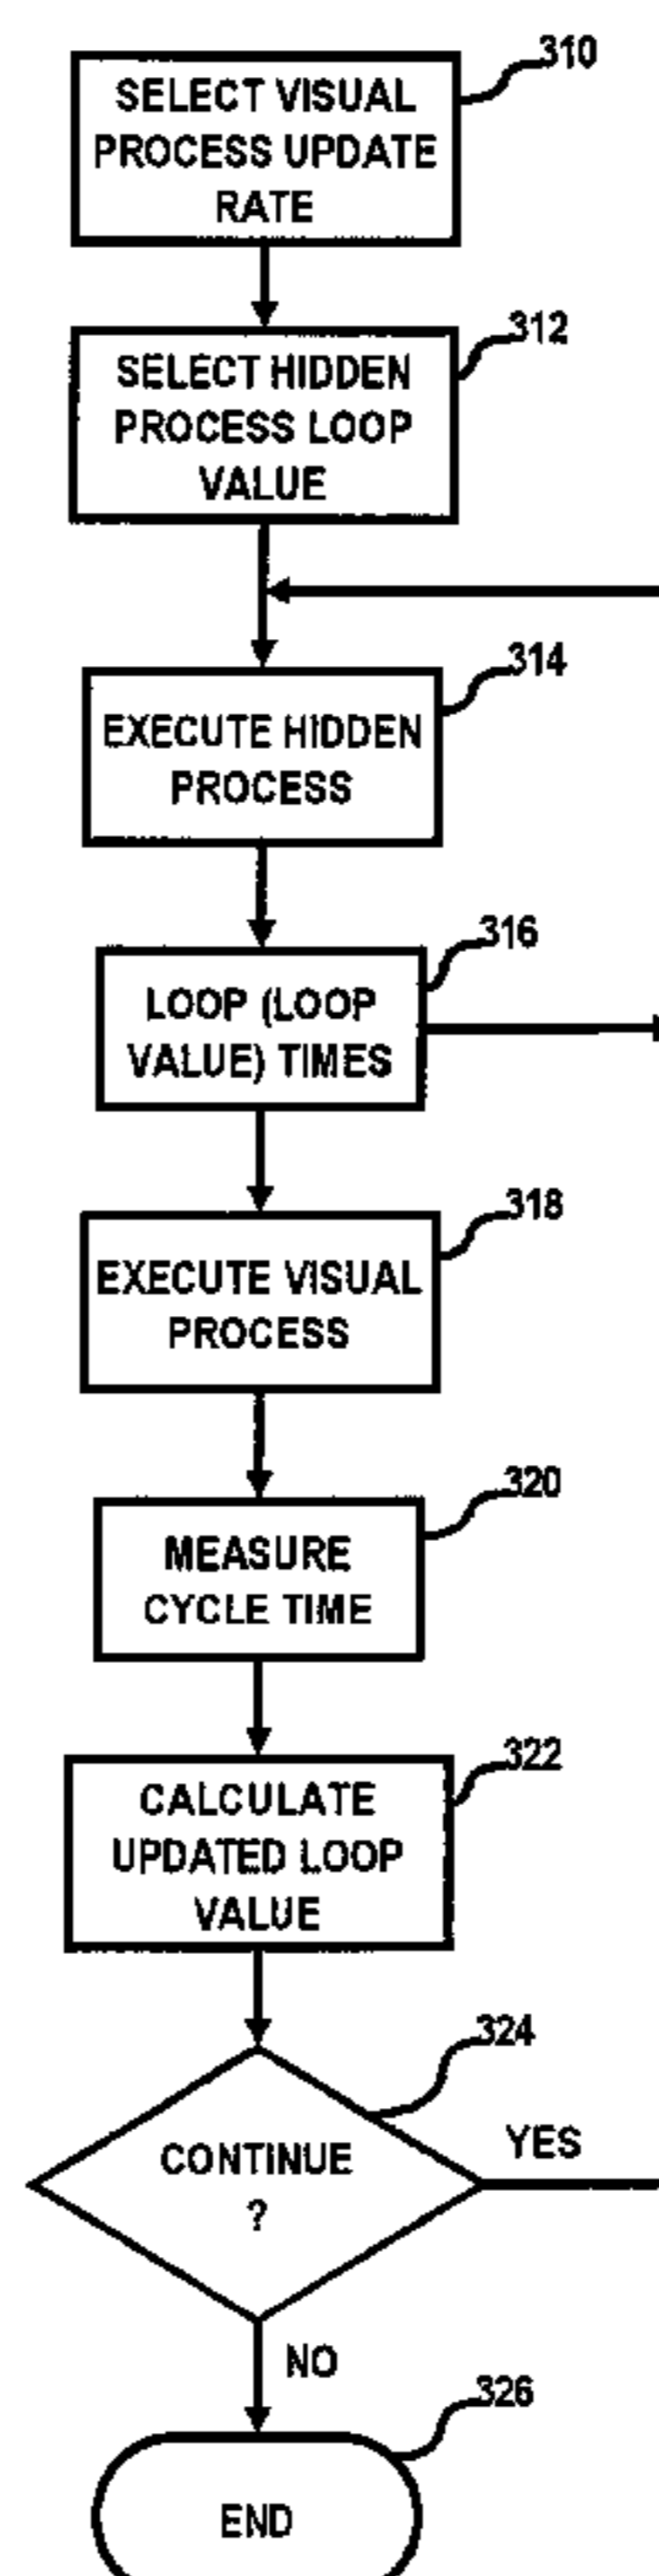 310
SELECT VISUAL
PROCESS UPDATE
RATE
312
SELECT HIDDEN
PROCESS LOOP
VALUE
314
EXECUTE HIDDEN
PROCESS
316
LOOP (LOOP
VALUE) TIMES
318
EXECUTE VISUAL
PROCESS
320
MEASURE
CYCLE TIME
322
CALCULATE
UPDATED LOOP
VALUE
324
CONTINUE
?
YES
NO
326
END